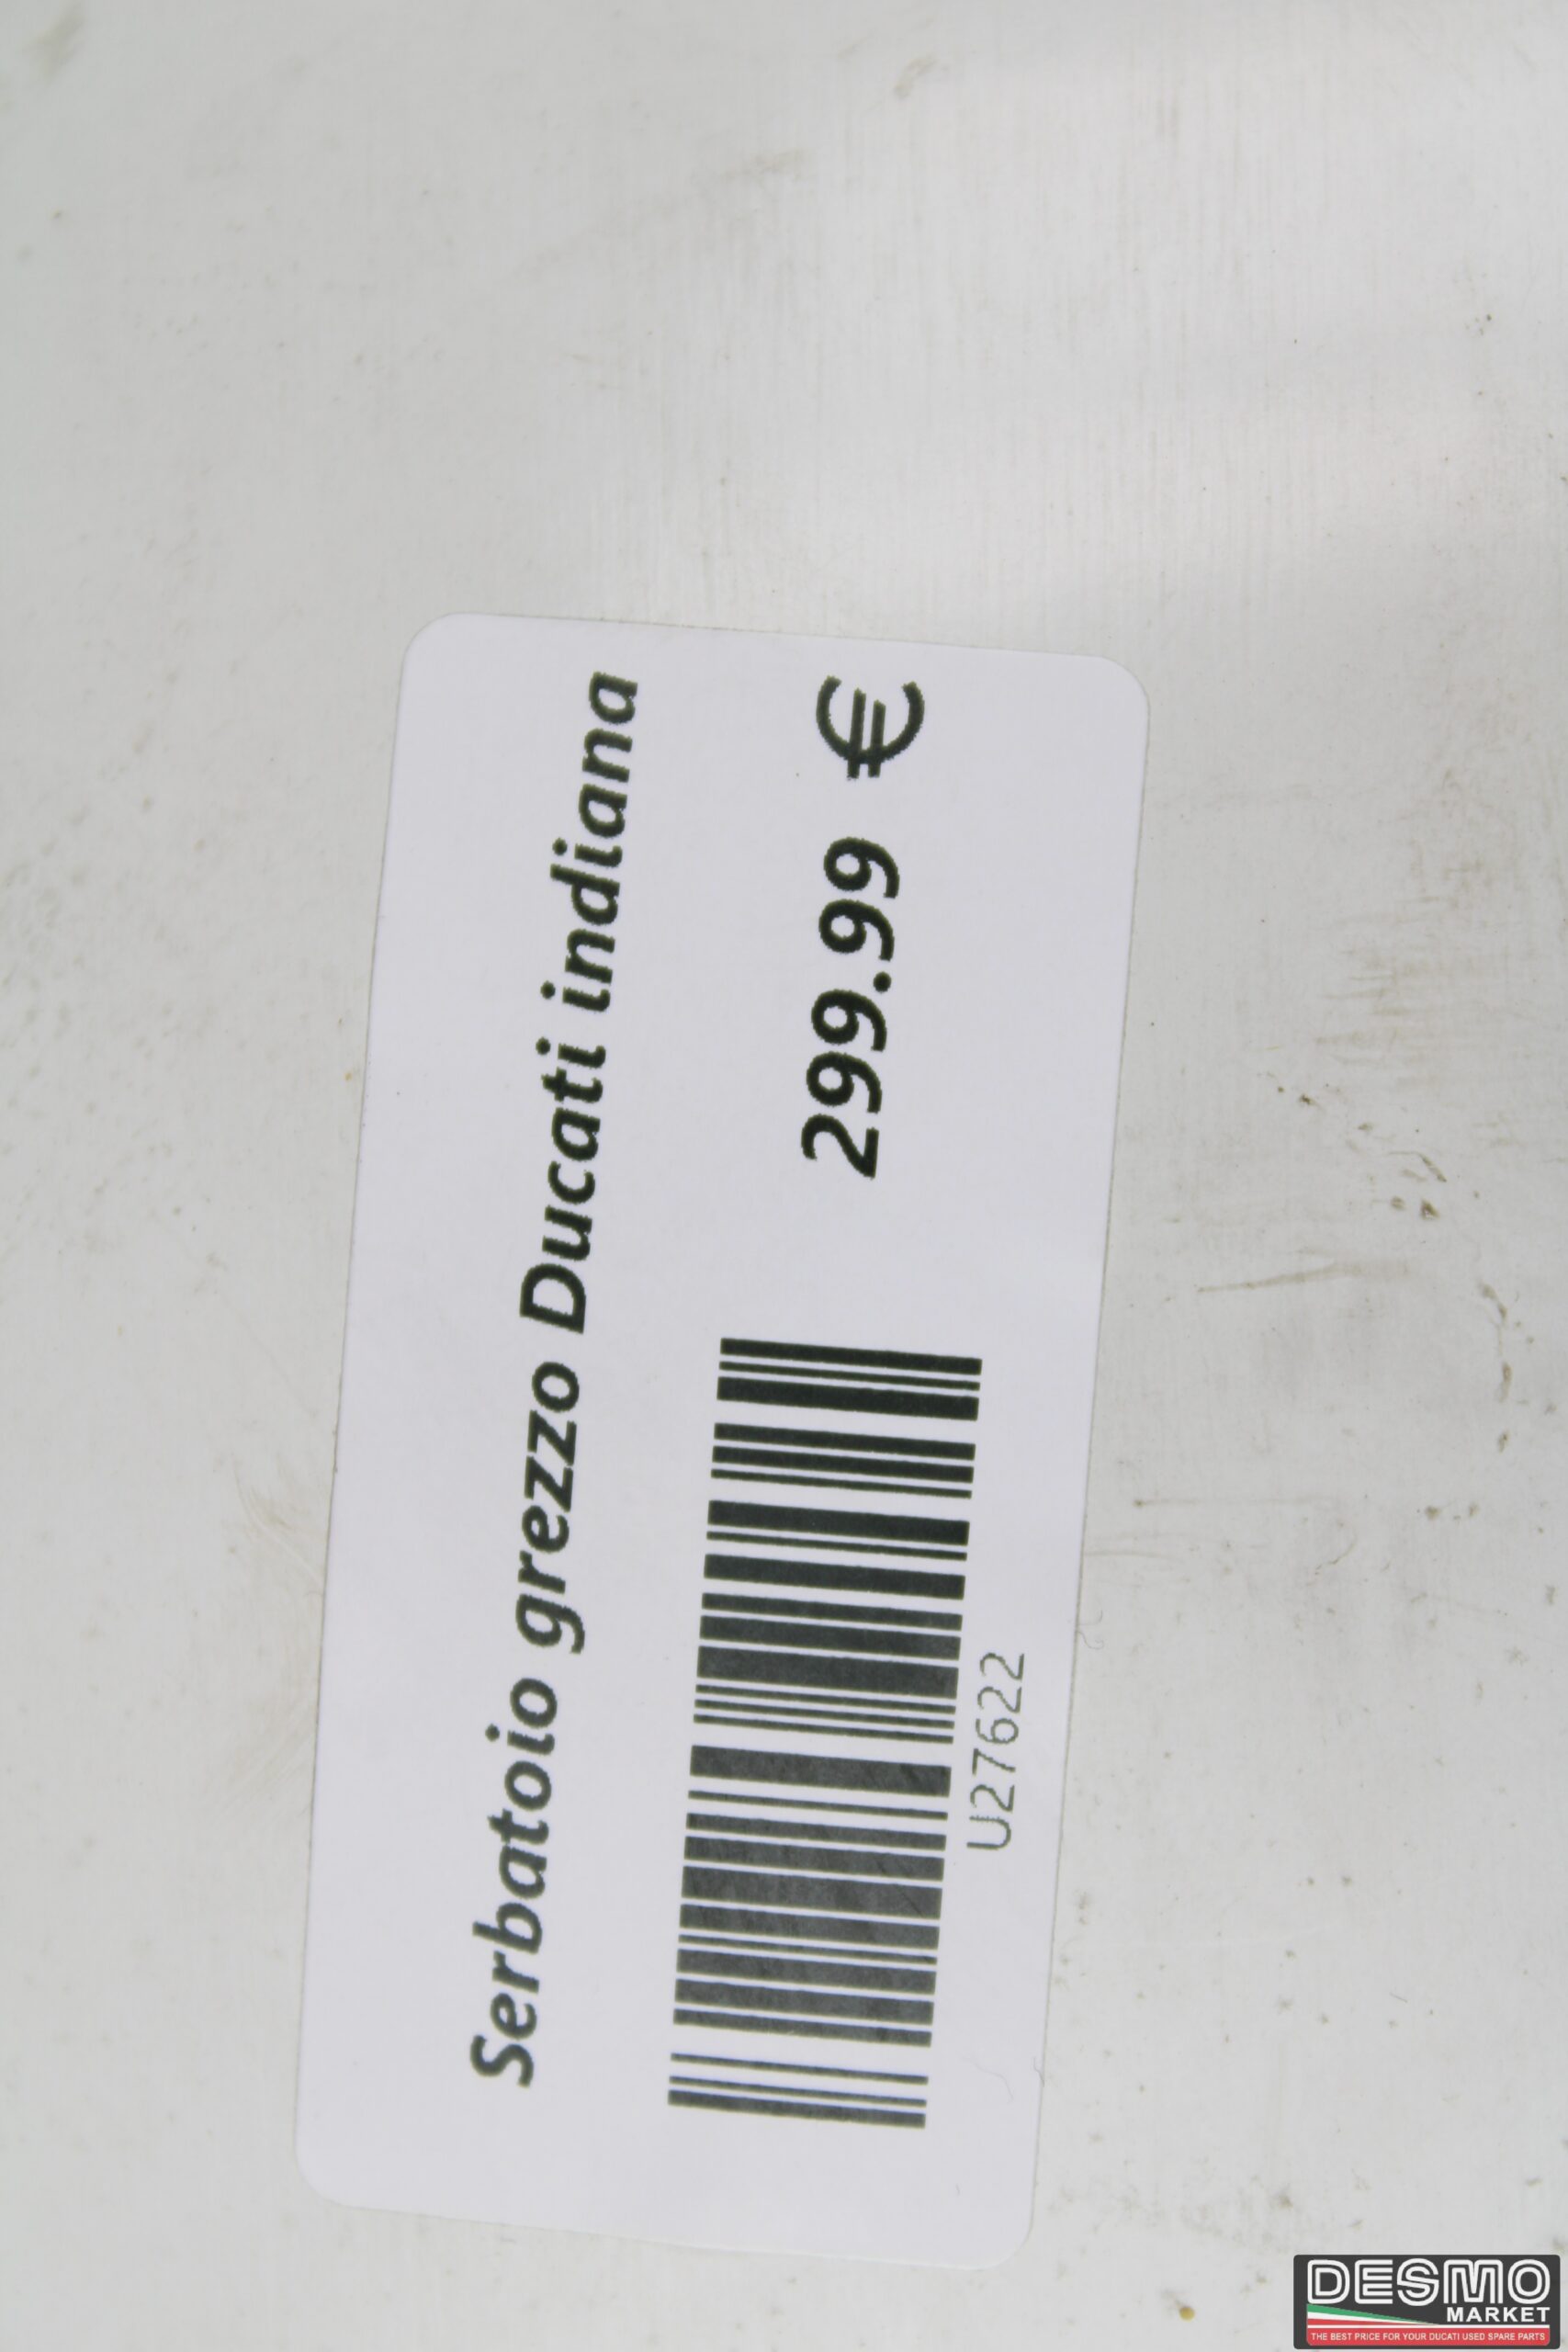 Serbatoio grezzo Ducati indiana
299.99 €
U27622
DESMO
MARKET
THE BEST PRICE FOR YOUR DUCATI USED SPARE PARTS